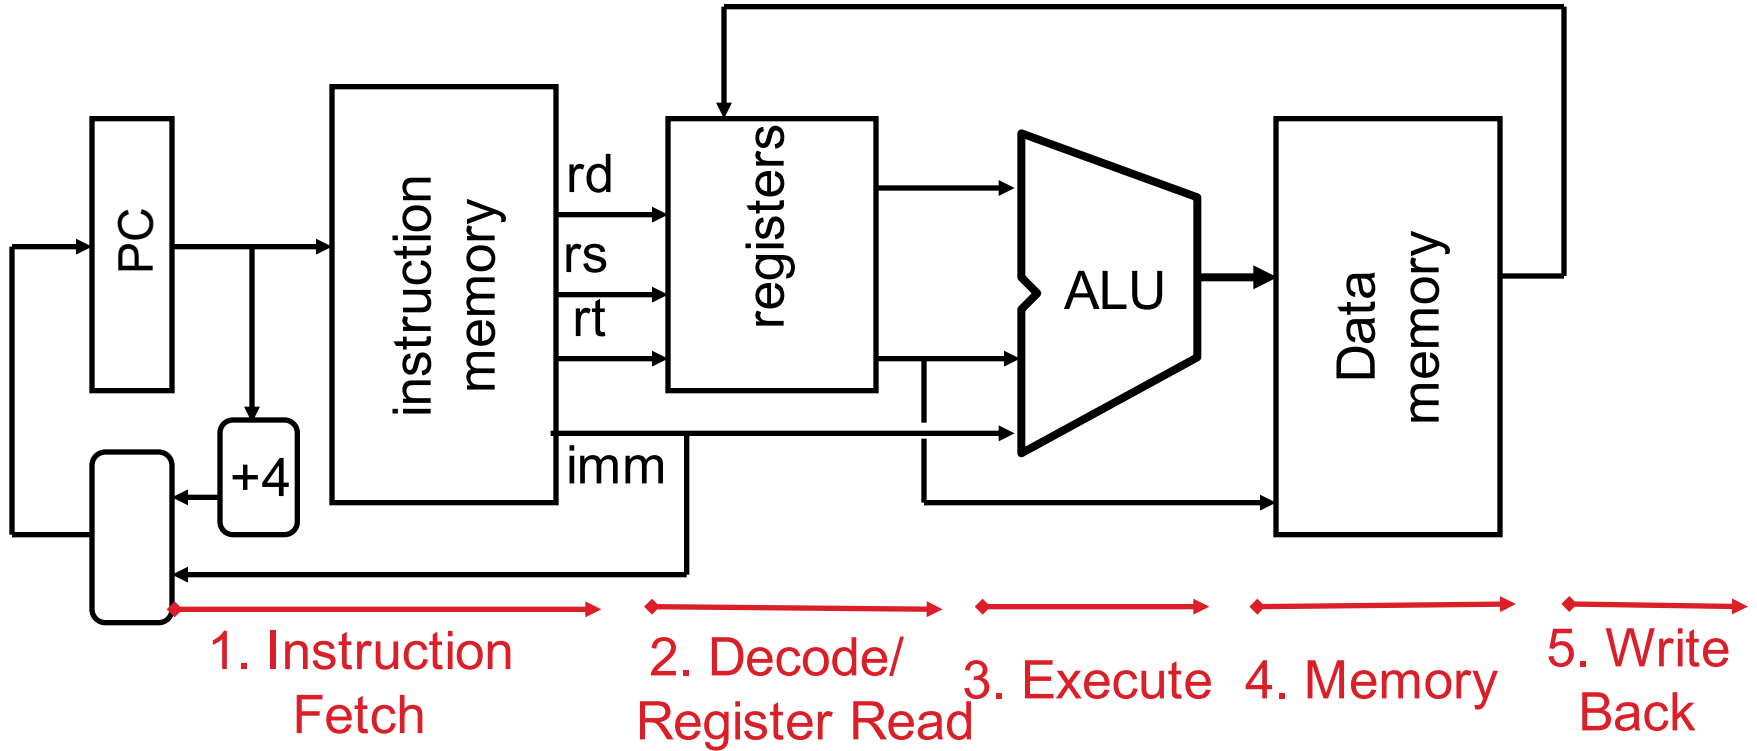 PC
+4
instruction
memory
rd
rs
rt
imm
registers
ALU
Data
memory
1. Instruction
Fetch
2. Decode/
Register Read
3. Execute
4. Memory
5. Write
Back